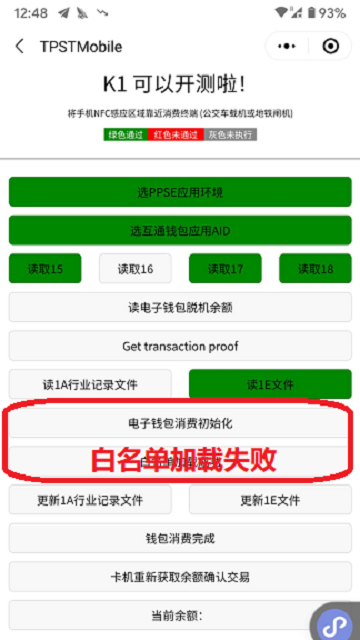 12:48 93%
TPSTMobile
K1 可以开测啦!
将手机NFC感应区域靠近消费终端(公交车载机或地铁闸机)
绿色通过 红色未通过 灰色未执行
选PPSE应用环境
选互通钱包应用AID
读取15 读取16 读取17 读取18
读电子钱包脱机余额
Get transaction proof
读1A行业记录文件 读1E文件
电子钱包消费初始化
白名单加载失败
更新1A行业记录文件 更新1E文件
钱包消费完成
卡机重新获取余额确认交易
当前余额: